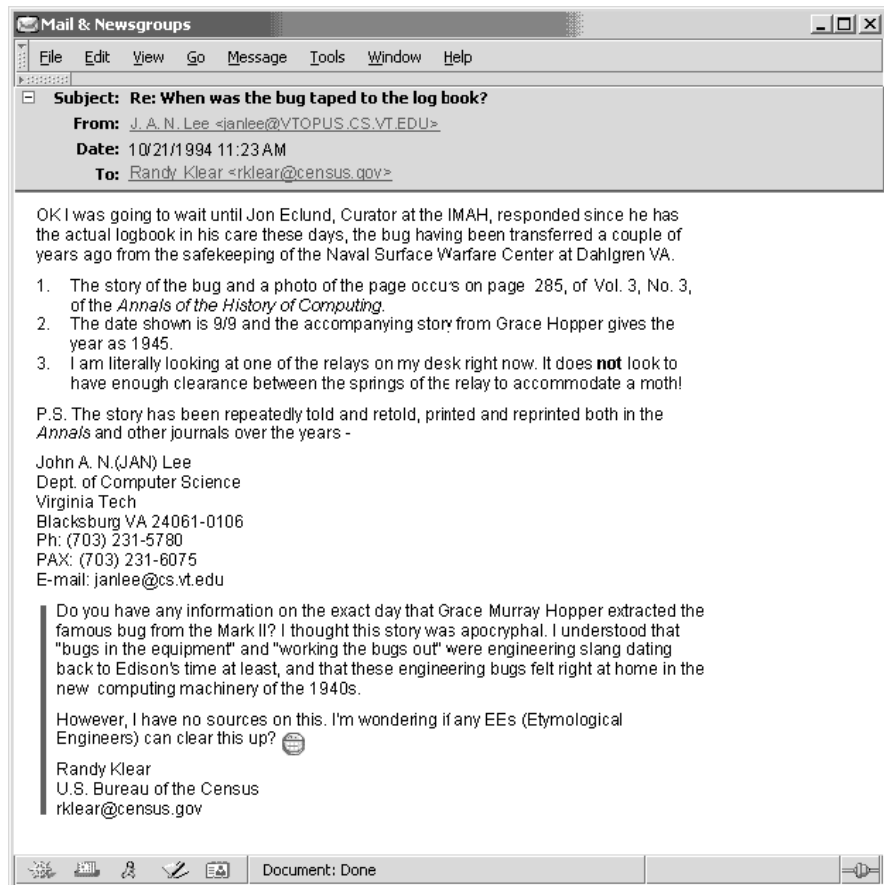 Mail & Newsgroups
File Edit View Go Message Tools Window Help
Subject: Re: When was the bug taped to the log book?
From: J. A. N. Lee <janlee@VTOPUS.CS.VT.EDU>
Date: 10/21/1994 11:23 AM
To: Randy Klear <rklear@census.gov>
OK I was going to wait until Jon Eclund, Curator at the IMAH, responded since he has
the actual logbook in his care these days, the bug having been transferred a couple of
years ago from the safekeeping of the Naval Surface Warfare Center at Dahlgren VA.
1. The story of the bug and a photo of the page occurs on page 285, of Vol. 3, No. 3,
of the Annals of the History of Computing.
2. The date shown is 9/9 and the accompanying story from Grace Hopper gives the
year as 1945.
3. I am literally looking at one of the relays on my desk right now. It does not look to
have enough clearance between the springs of the relay to accommodate a moth!
P.S. The story has been repeatedly told and retold, printed and reprinted both in the
Annals and other journals over the years -
John A. N.(JAN) Lee
Dept. of Computer Science
Virginia Tech
Blacksburg VA 24061-0106
Ph: (703) 231-5780
PAX: (703) 231-6075
E-mail: janlee@cs.vt.edu
Do you have any information on the exact day that Grace Murray Hopper extracted the
famous bug from the Mark II? I thought this story was apocryphal. I understood that
"bugs in the equipment" and "working the bugs out" were engineering slang dating
back to Edison's time at least, and that these engineering bugs felt right at home in the
new computing machinery of the 1940s.
However, I have no sources on this. I'm wondering if any EEs (Etymological
Engineers) can clear this up?
Randy Klear
U.S. Bureau of the Census
rklear@census.gov
Document: Done